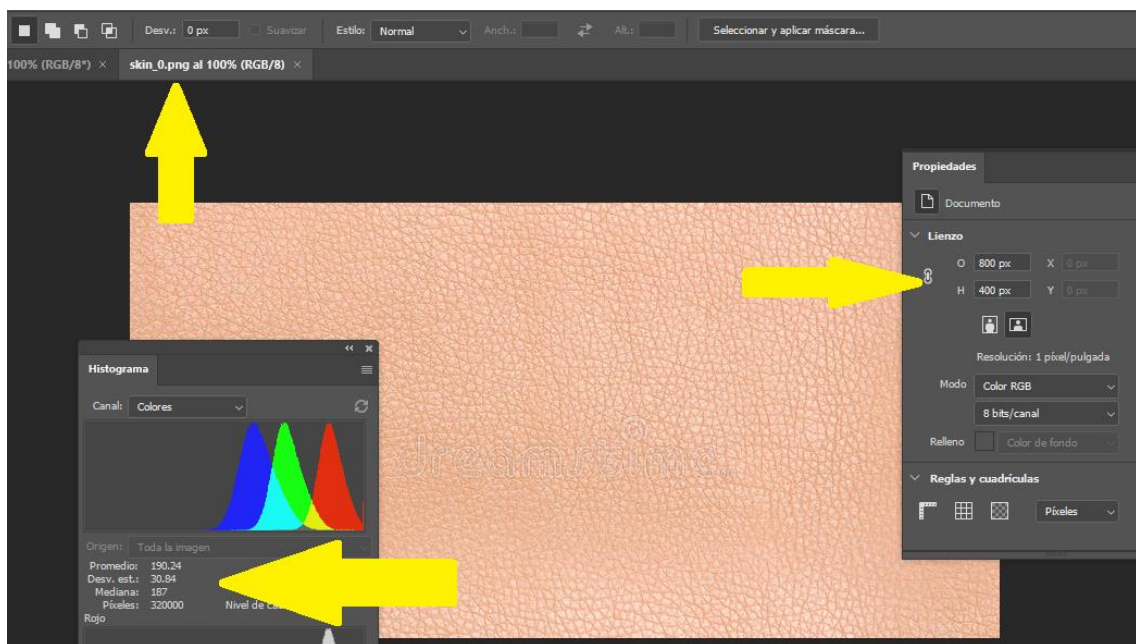 Desv.: 0 px Suavizar Estilo: Normal Anch.: Alt.: Seleccionar y aplicar máscara...
100% (RGB/8*) × skin_0.png al 100% (RGB/8) ×
Propiedades
Documento
Lienzo
O 800 px X 0 px
H 400 px Y 0 px
Resolución: 1 píxel/pulgada
Modo Color RGB
8 bits/canal
Relleno Color de fondo
Reglas y cuadrículas
Píxeles
Histograma
Canal: Colores
Origen: Toda la imagen
Promedio: 190.24
Desv. est.: 30.84
Mediana: 187
Píxeles: 320000 Nivel de
Rojo
dreamstime